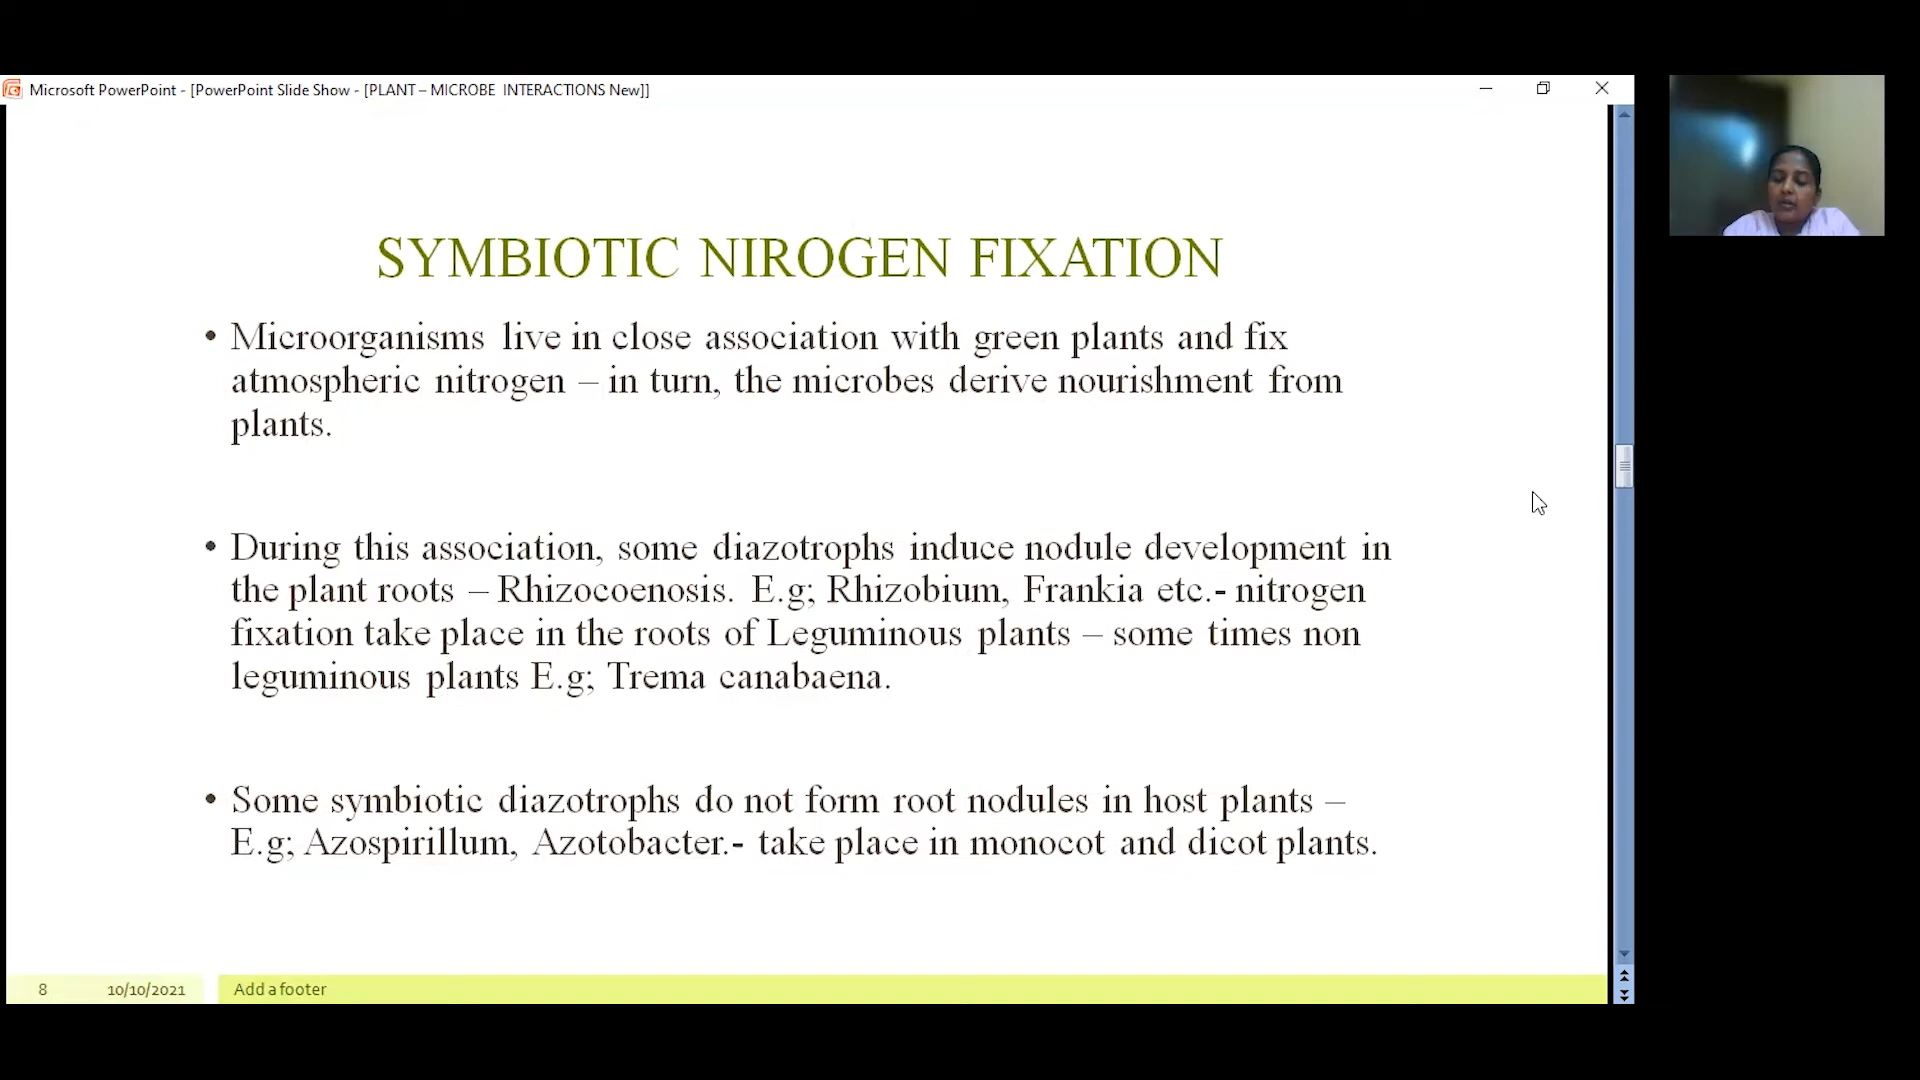 Microsoft PowerPoint - [PowerPoint Slide Show - [PLANT – MICROBE  INTERACTIONS New]]
SYMBIOTIC NIROGEN FIXATION
• Microorganisms live in close association with green plants and fix
atmospheric nitrogen – in turn, the microbes derive nourishment from
plants.
• During this association, some diazotrophs induce nodule development in
the plant roots – Rhizocoenosis. E.g; Rhizobium, Frankia etc.- nitrogen
fixation take place in the roots of Leguminous plants – some times non
leguminous plants E.g; Trema canabaena.
• Some symbiotic diazotrophs do not form root nodules in host plants –
E.g; Azospirillum, Azotobacter.- take place in monocot and dicot plants.
8 10/10/2021 Add a footer